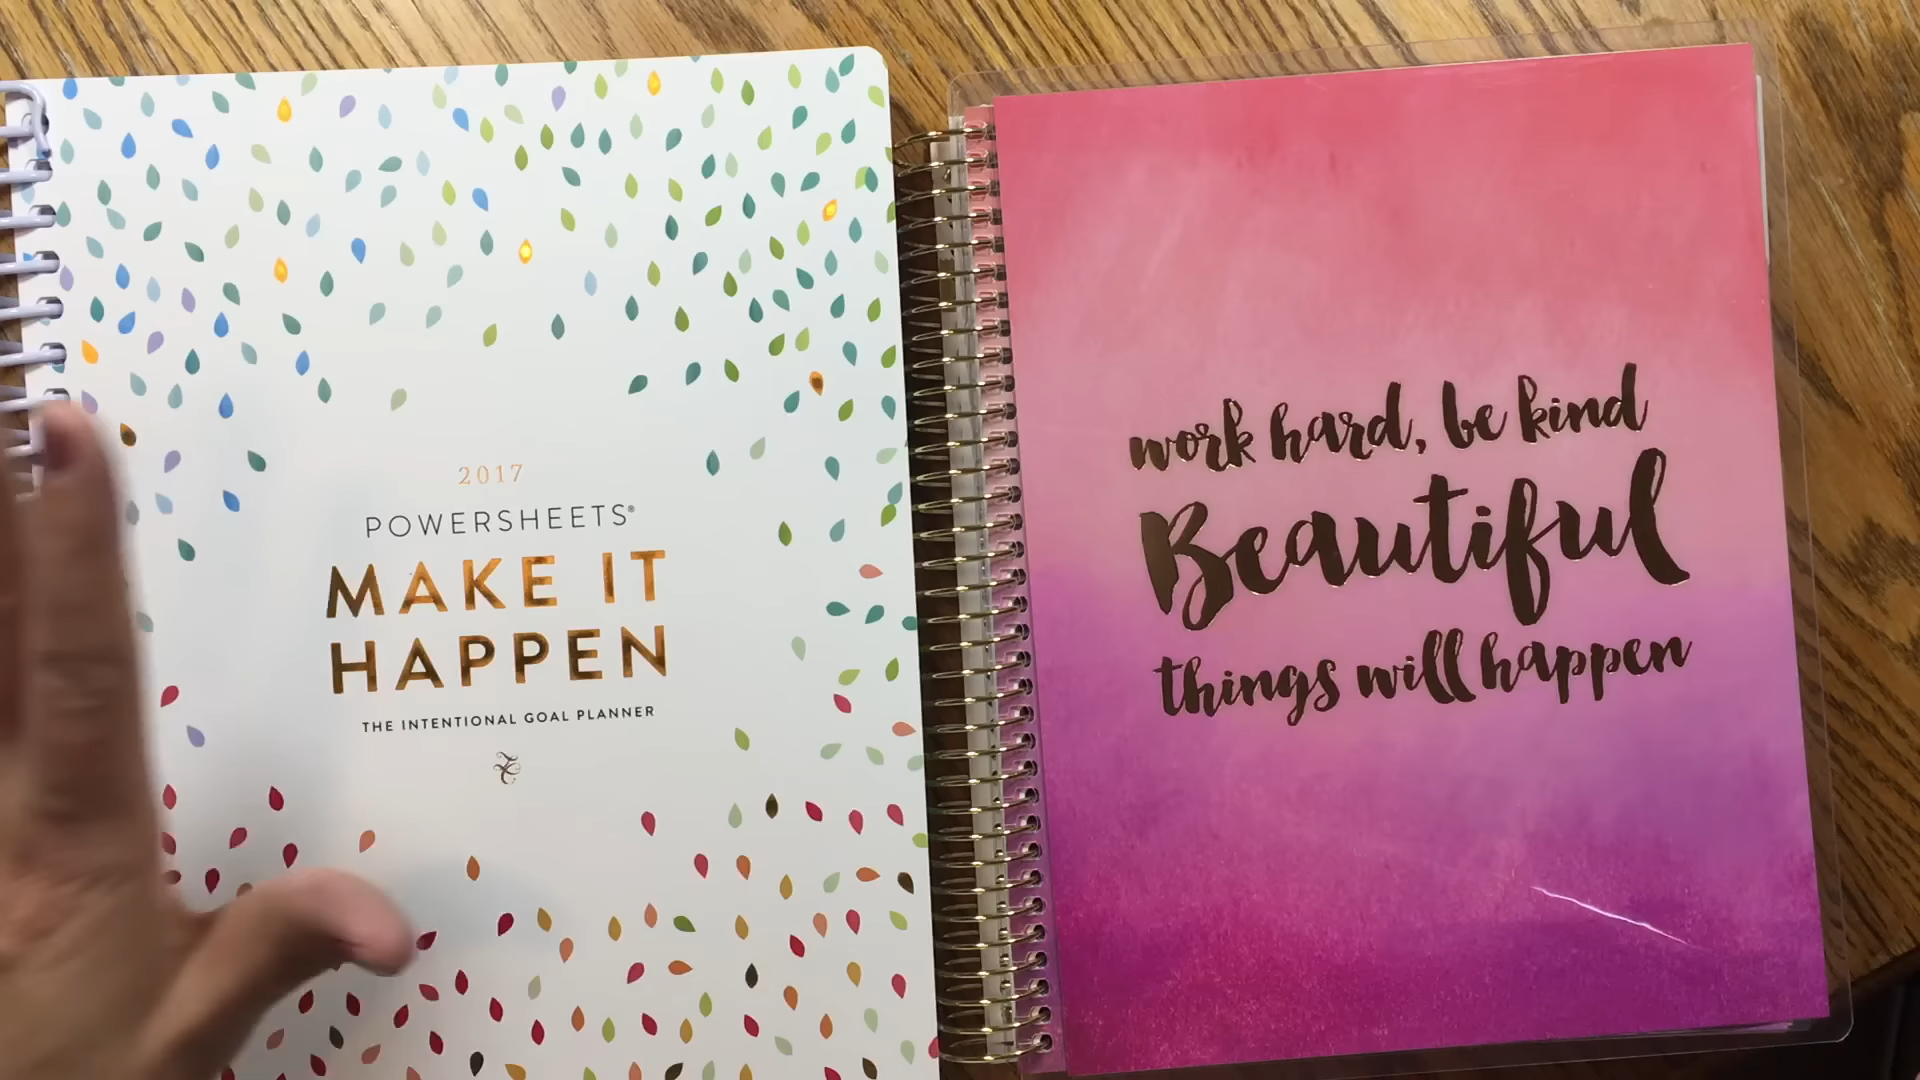 2017
POWERSHEETS®
MAKE IT
HAPPEN
THE INTENTIONAL GOAL PLANNER
work hard, be kind
Beautiful
things will happen